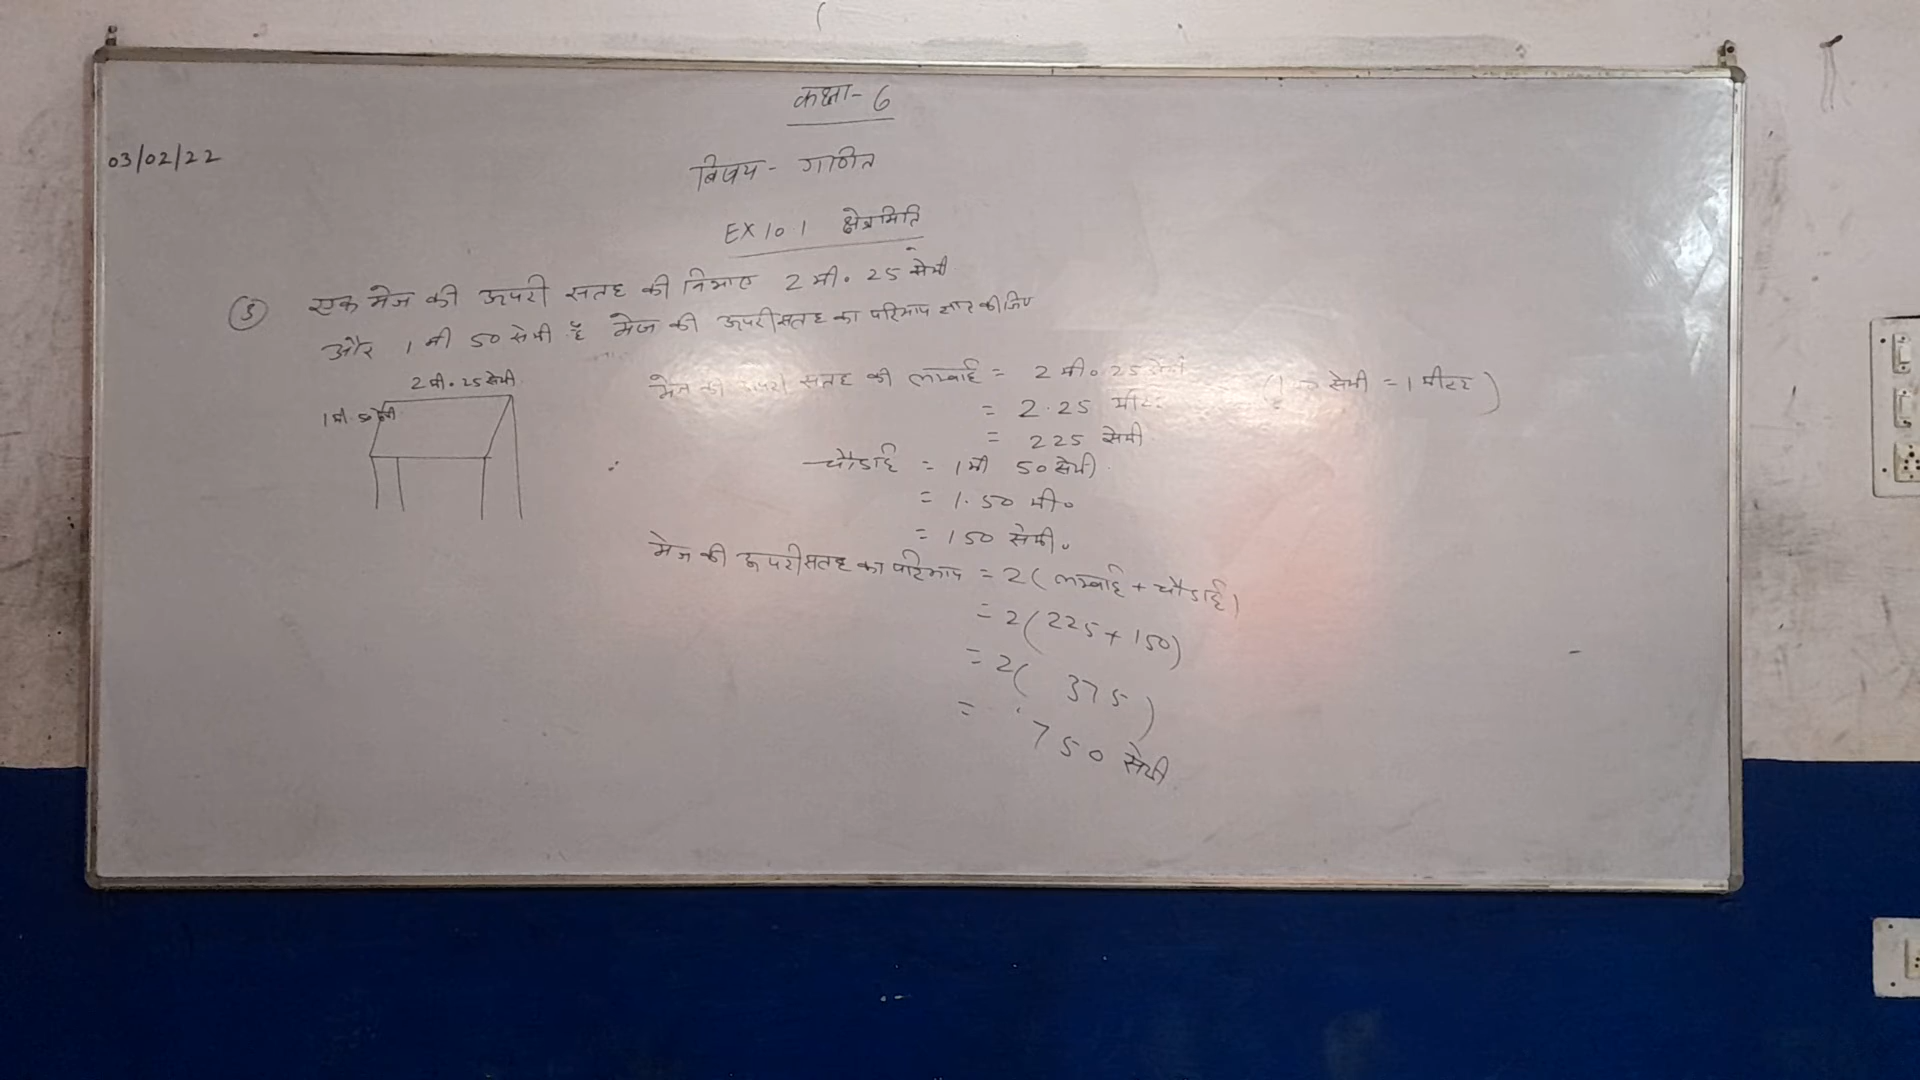 कक्षा- 6
03/02/22
विषय- गणित
EX 10.1 क्षेत्रमिति
एक मेज की ऊपरी सतह की विमाए 2 मी॰ 25 सेमी
और 1 मी 50 सेमी है मेज की ऊपरी सतह का परिमाप ज्ञात कीजिए
2 मी॰ 25 सेमी
1 मी. 50 सेमी
मेज की ऊपरी सतह की लम्बाई = 2 मी॰ 25 सेमी
सेमी = 1 मीटर )
= 2.25 मीटर
= 225 सेमी
चौडाई = 1 मी 50 सेमी.
= 1.50 मी॰
= 150 सेमी॰
मेज की ऊपरी सतह का परिमाप = 2 ( लम्बाई + चौडाई )
= 2 ( 225 + 150 )
= 2 ( 375 )
= 750 सेमी